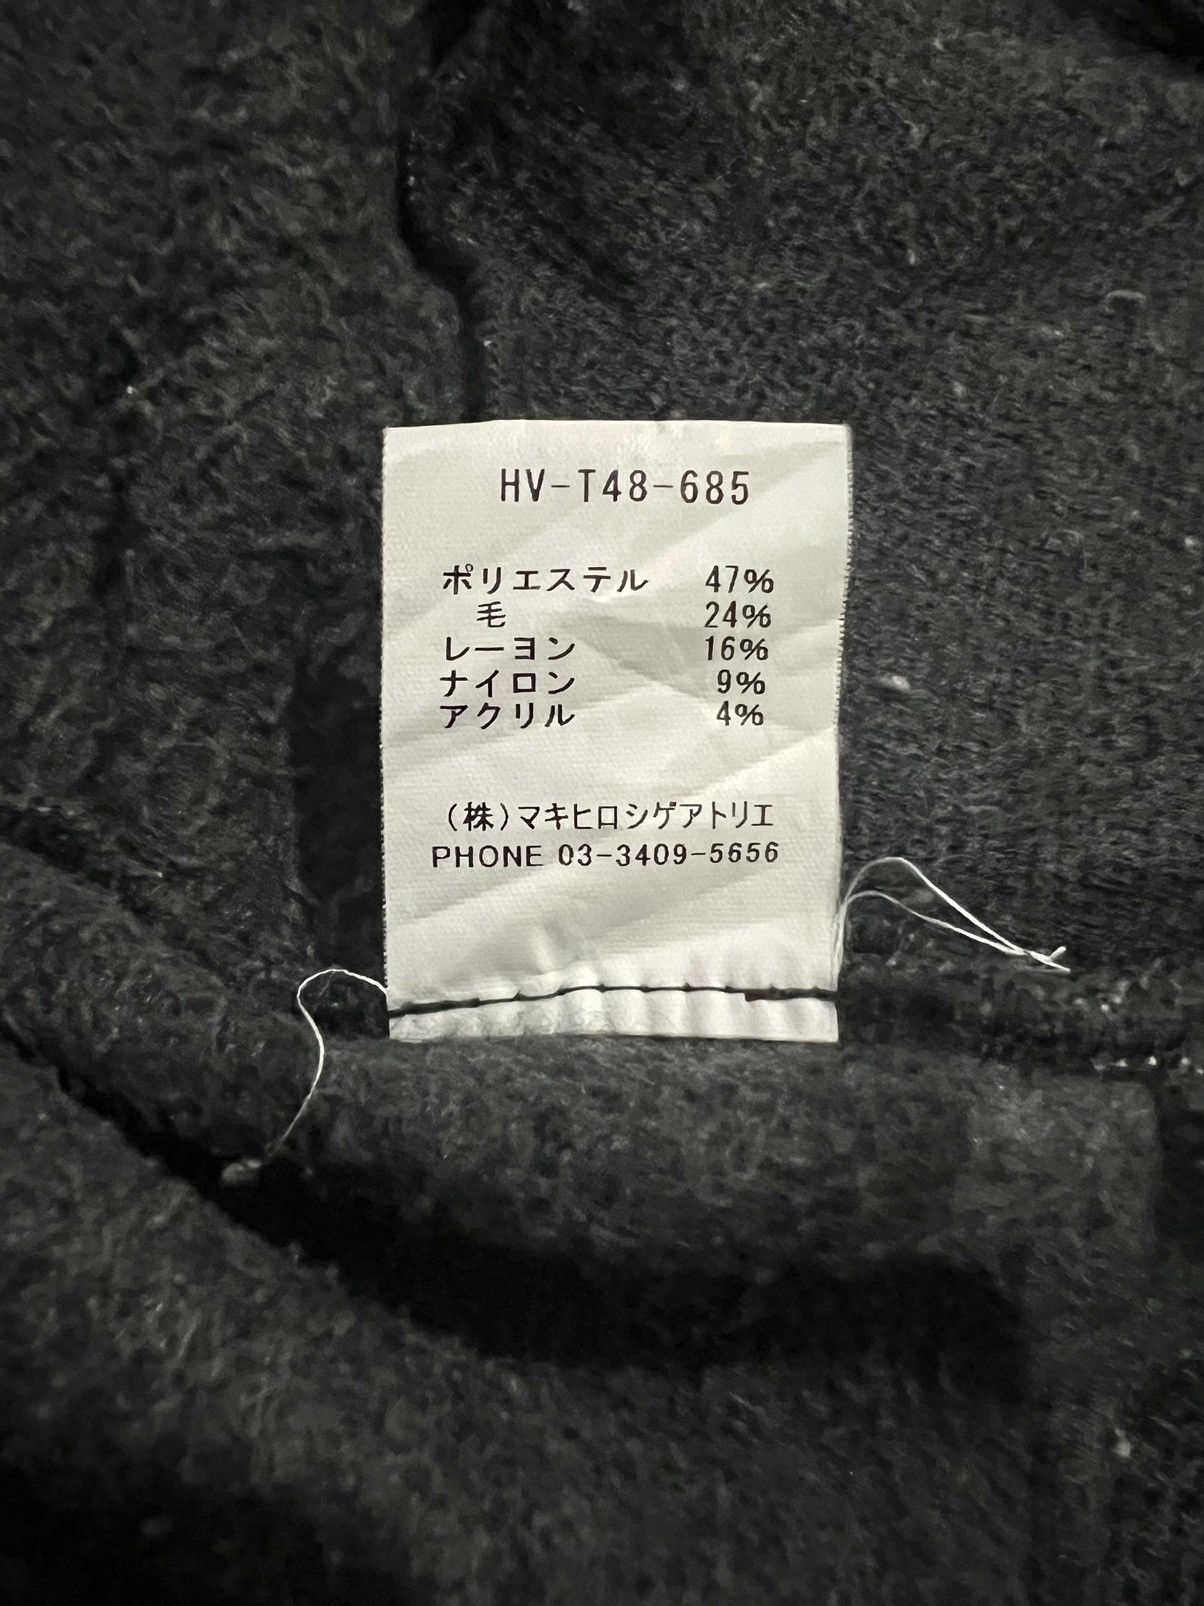 HV-T48-685
ポリエステル 47%
毛 24%
レーヨン 16%
ナイロン 9%
アクリル 4%
(株)マキヒロシゲアトリエ
PHONE 03-3409-5656